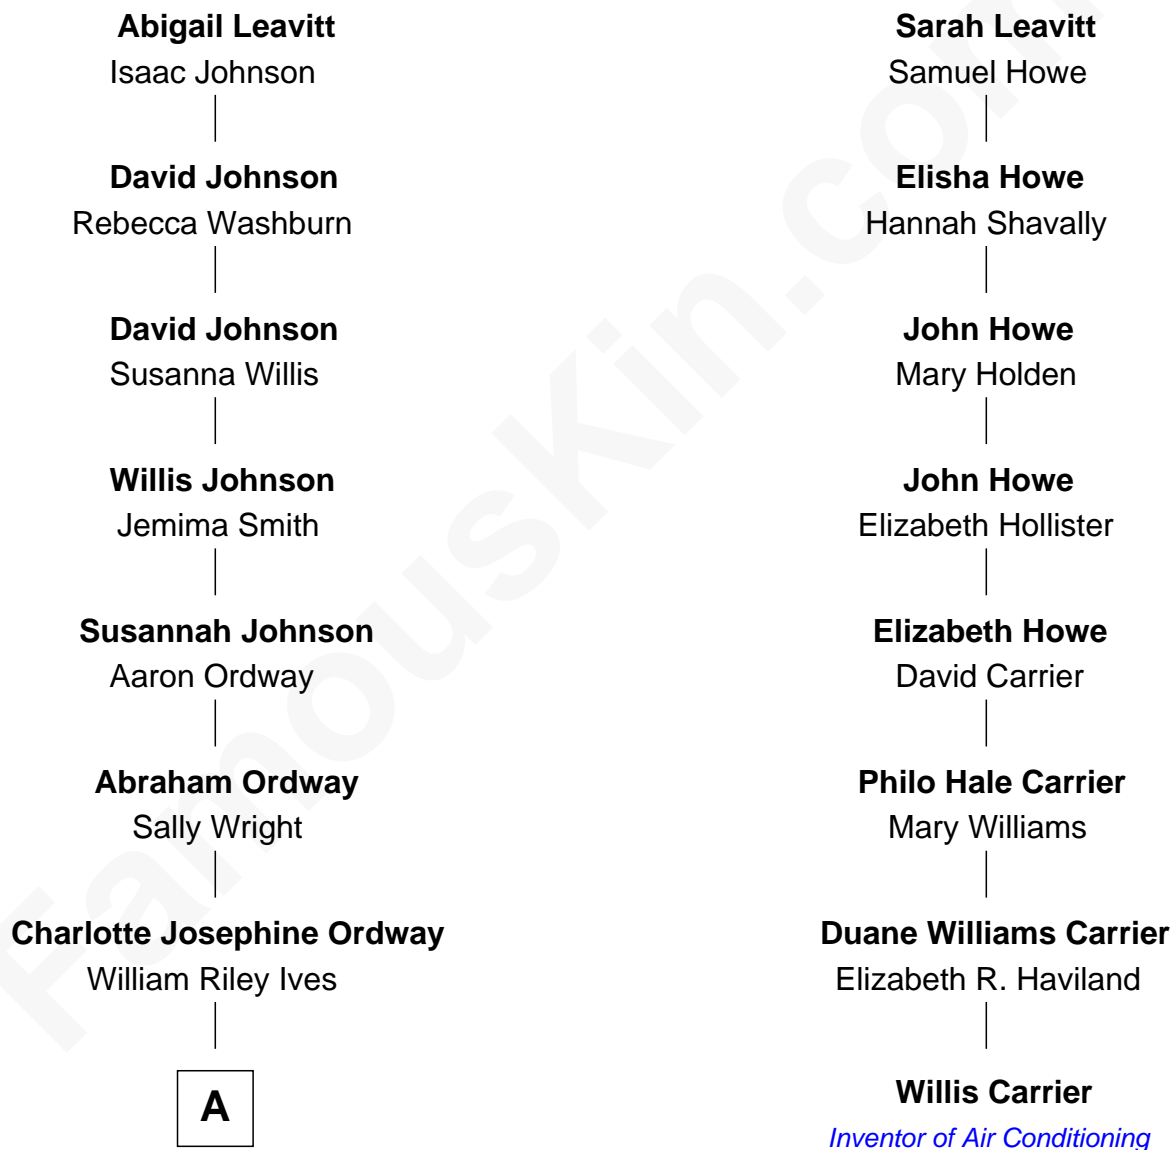 Abigail Leavitt
Isaac Johnson
David Johnson
Rebecca Washburn
David Johnson
Susanna Willis
Willis Johnson
Jemima Smith
Susannah Johnson
Aaron Ordway
Abraham Ordway
Sally Wright
Charlotte Josephine Ordway
William Riley Ives
A
Sarah Leavitt
Samuel Howe
Elisha Howe
Hannah Shavally
John Howe
Mary Holden
John Howe
Elizabeth Hollister
Elizabeth Howe
David Carrier
Philo Hale Carrier
Mary Williams
Duane Williams Carrier
Elizabeth R. Haviland
Willis Carrier
Inventor of Air Conditioning
FamousKin.com